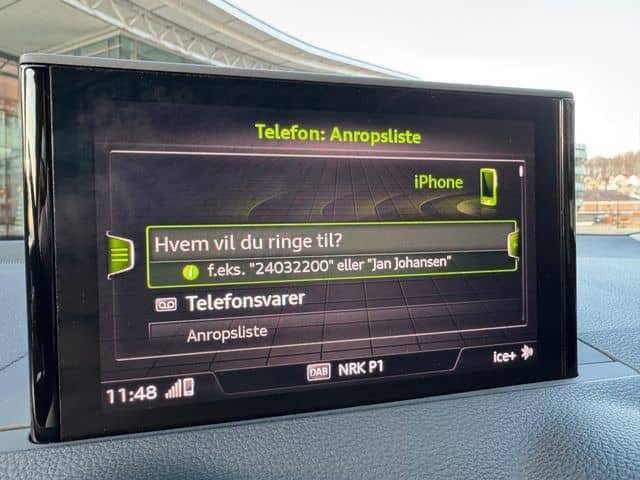 Telefon: Anropsliste
iPhone
Hvem vil du ringe til?
i f.eks. "24032200" eller "Jan Johansen"
Telefonsvarer
Anropsliste
11:48 DAB NRK P1 ice+